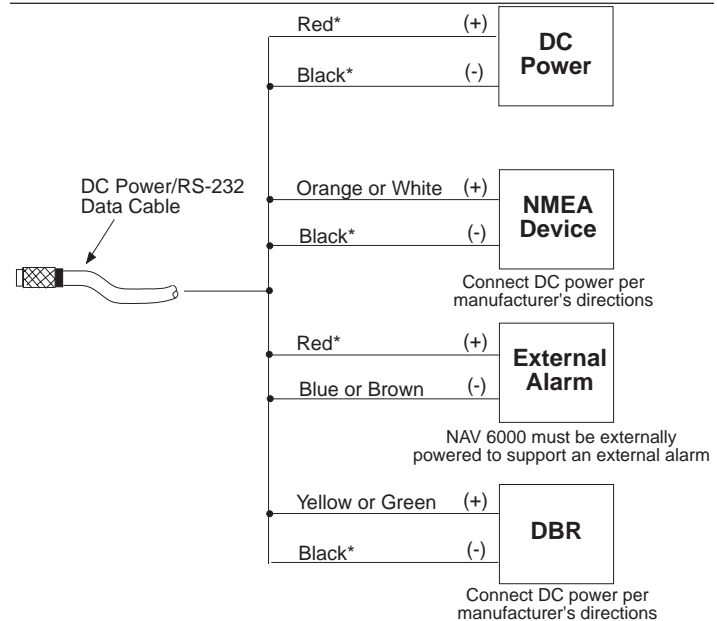 Red* (+)
DC
Power
Black* (-)
DC Power/RS-232
Data Cable
Orange or White (+)
NMEA
Device
Black* (-)
Connect DC power per
manufacturer's directions
Red* (+)
External
Alarm
Blue or Brown (-)
NAV 6000 must be externally
powered to support an external alarm
Yellow or Green (+)
DBR
Black* (-)
Connect DC power per
manufacturer's directions